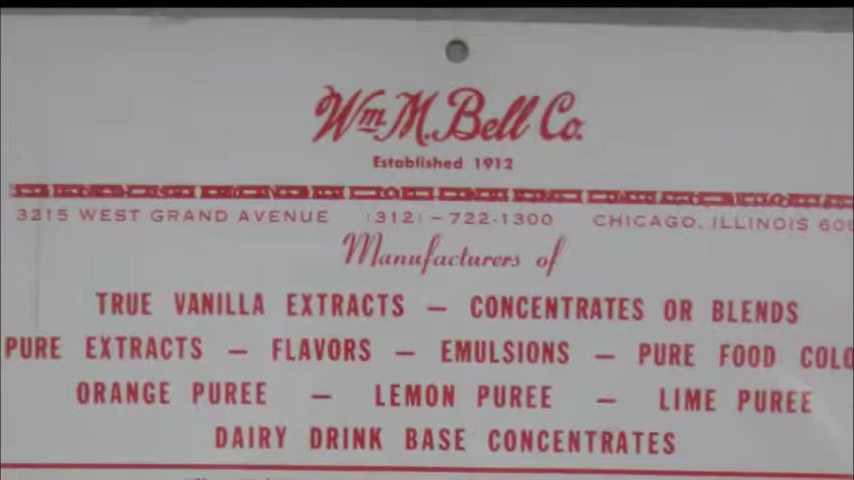 Wm. M. Bell Co.
Established 1912
3215 WEST GRAND AVENUE (312) - 722-1300 CHICAGO, ILLINOIS
Manufacturers of
TRUE VANILLA EXTRACTS — CONCENTRATES OR BLENDS
PURE EXTRACTS — FLAVORS — EMULSIONS — PURE FOOD
ORANGE PUREE — LEMON PUREE — LIME PUREE
DAIRY DRINK BASE CONCENTRATES